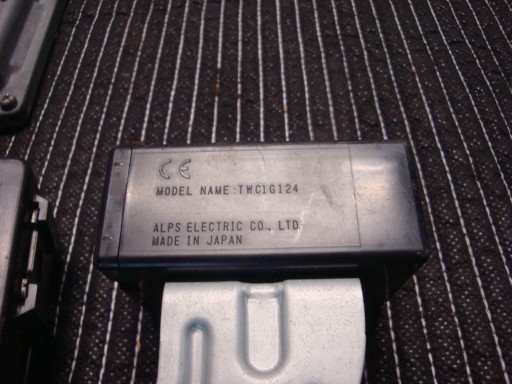 CE
MODEL NAME:TWC1G124
ALPS ELECTRIC CO., LTD.
MADE IN JAPAN